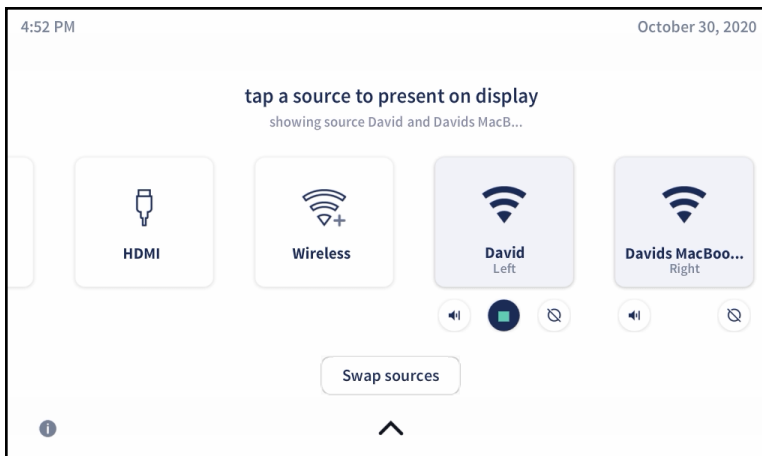 4:52 PM
October 30, 2020
tap a source to present on display
showing source David and Davids MacB...
HDMI
Wireless
David
Left
Davids MacBoo...
Right
Swap sources
i